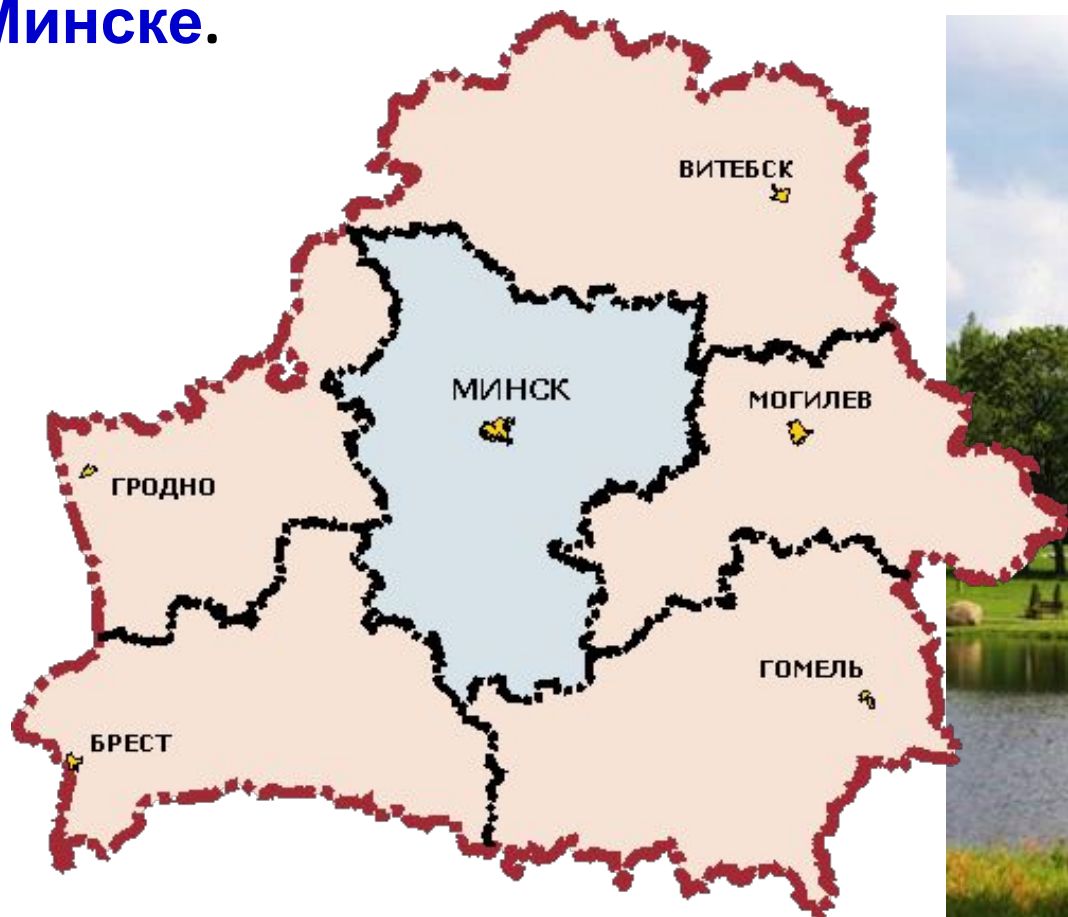 Минске.
ВИТЕБСК
МИНСК
МОГИЛЕВ
ГРОДНО
ГОМЕЛЬ
БРЕСТ